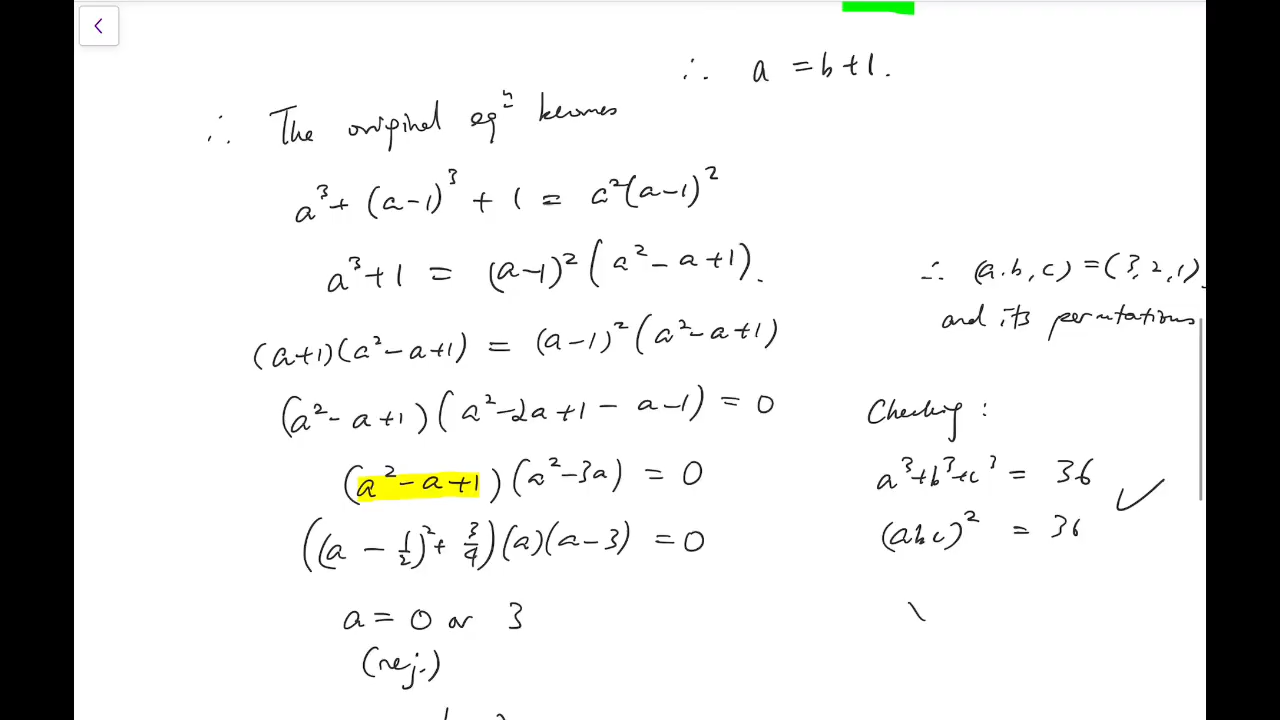 ∴ a = b+1.
∴ The original eqⁿ becomes
a³ + (a-1)³ + 1 = a²(a-1)²
a³+1 = (a-1)²(a²-a+1).
(a+1)(a²-a+1) = (a-1)²(a²-a+1)
(a²-a+1)(a²-2a+1-a-1) = 0
(a²-a+1)(a²-3a) = 0
((a-½)²+¾)(a)(a-3) = 0
a = 0 or 3
(rej.)
∴ (a.b,c) = (3,2,1)
and its permutations
Checking:
a³+b³+c³ = 36
(abc)² = 36